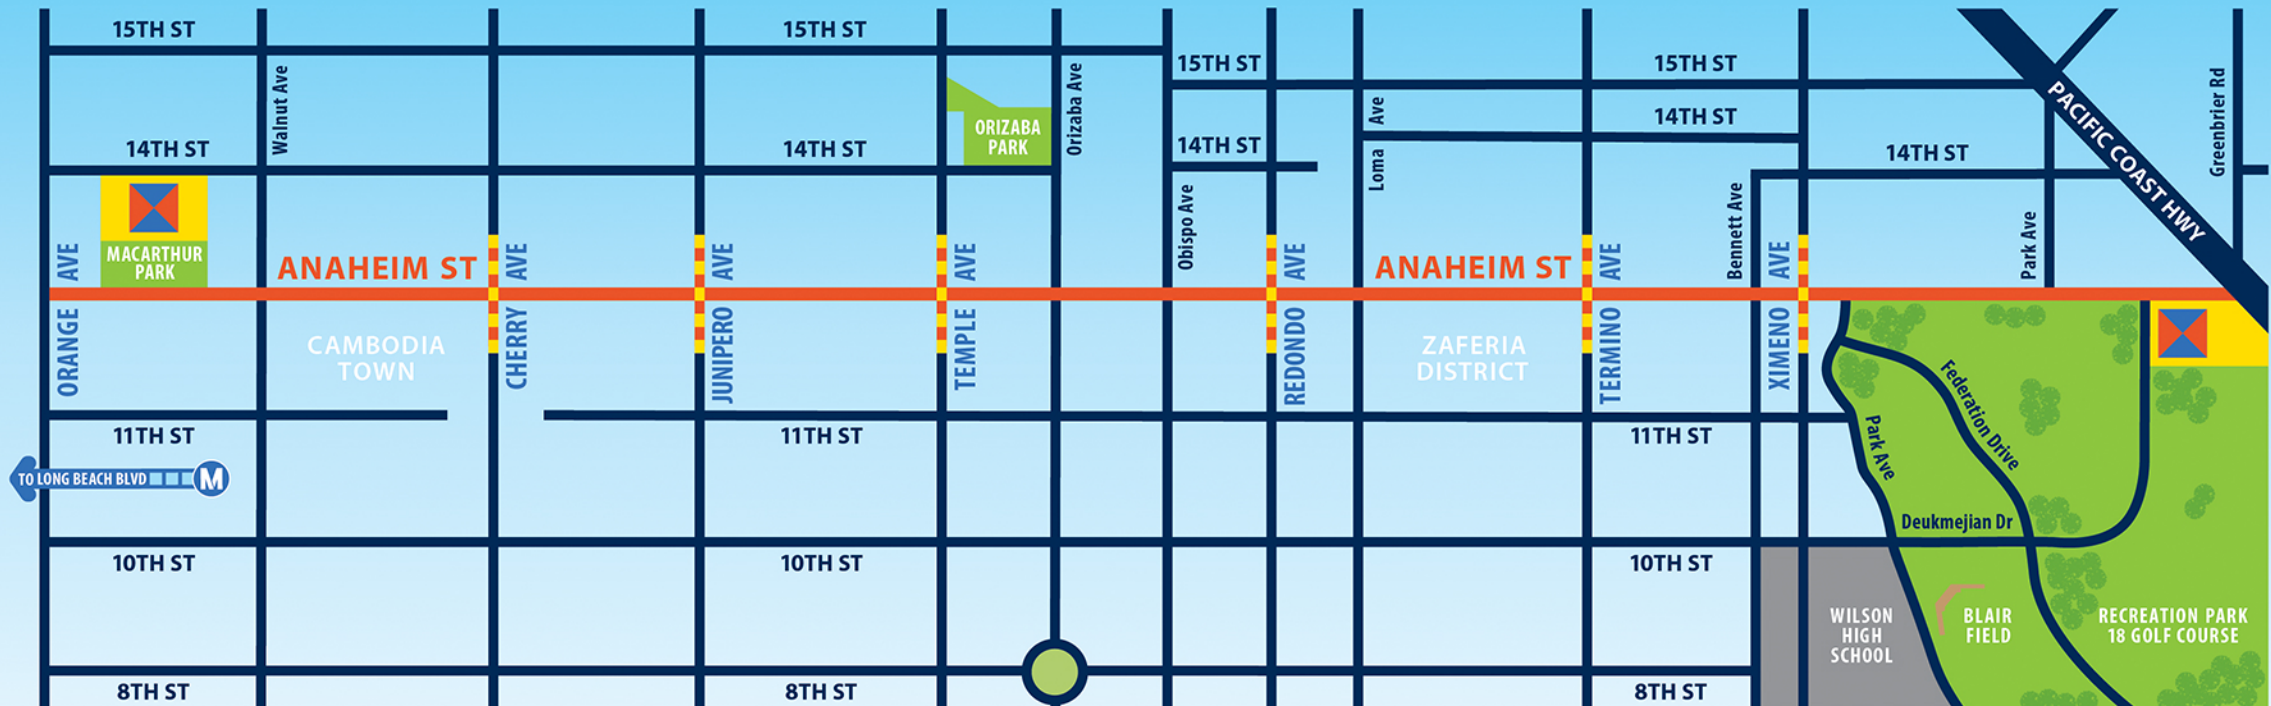 15TH ST
15TH ST
15TH ST
15TH ST
Walnut Ave
Orizaba Ave
Loma Ave
Greenbrier Rd
PACIFIC COAST HWY
14TH ST
14TH ST
14TH ST
14TH ST
14TH ST
ORIZABA
PARK
MACARTHUR
PARK
Obispo Ave
Bennett Ave
Park Ave
ANAHEIM ST
ANAHEIM ST
ORANGE AVE
CHERRY AVE
JUNIPERO AVE
TEMPLE AVE
REDONDO AVE
TERMINO AVE
XIMENO AVE
CAMBODIA
TOWN
ZAFERIA
DISTRICT
Federation Drive
Park Ave
11TH ST
11TH ST
11TH ST
TO LONG BEACH BLVD M
Deukmejian Dr
10TH ST
10TH ST
10TH ST
WILSON
HIGH
SCHOOL
BLAIR
FIELD
RECREATION PARK
18 GOLF COURSE
8TH ST
8TH ST
8TH ST